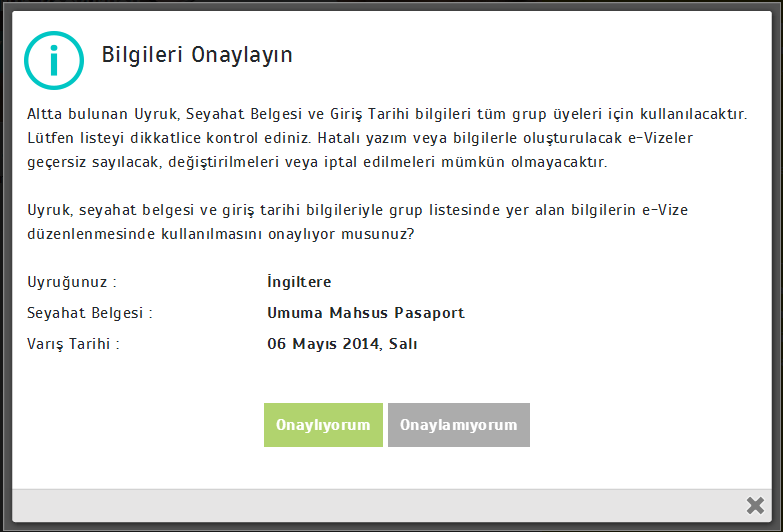 Bilgileri Onaylayın
Altta bulunan Uyruk, Seyahat Belgesi ve Giriş Tarihi bilgileri tüm grup üyeleri için kullanılacaktır.
Lütfen listeyi dikkatlice kontrol ediniz. Hatalı yazım veya bilgilerle oluşturulacak e-Vizeler
geçersiz sayılacak, değiştirilmeleri veya iptal edilmeleri mümkün olmayacaktır.
Uyruk, seyahat belgesi ve giriş tarihi bilgileriyle grup listesinde yer alan bilgilerin e-Vize
düzenlenmesinde kullanılmasını onaylıyor musunuz?
Uyruğunuz : İngiltere
Seyahat Belgesi : Umuma Mahsus Pasaport
Varış Tarihi : 06 Mayıs 2014, Salı
Onaylıyorum Onaylamıyorum